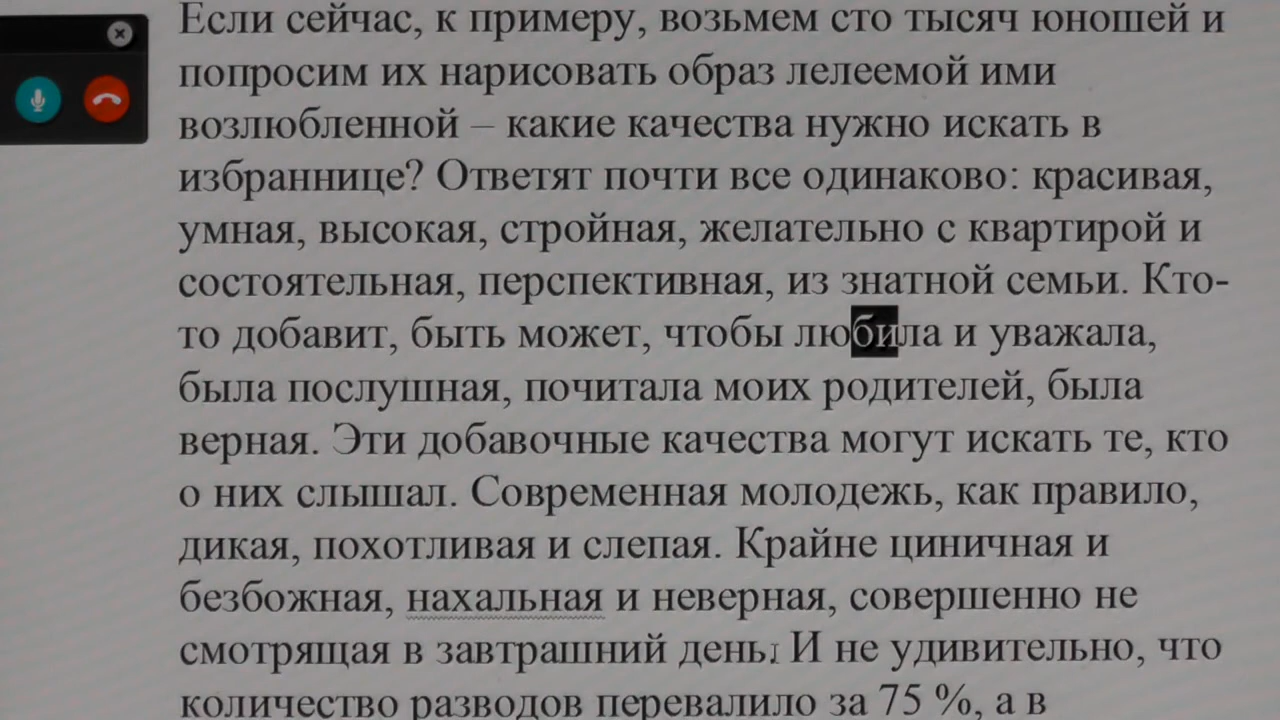 Если сейчас, к примеру, возьмем сто тысяч юношей и
попросим их нарисовать образ лелеемой ими
возлюбленной – какие качества нужно искать в
избраннице? Ответят почти все одинаково: красивая,
умная, высокая, стройная, желательно с квартирой и
состоятельная, перспективная, из знатной семьи. Кто-
то добавит, быть может, чтобы любила и уважала,
была послушная, почитала моих родителей, была
верная. Эти добавочные качества могут искать те, кто
о них слышал. Современная молодежь, как правило,
дикая, похотливая и слепая. Крайне циничная и
безбожная, нахальная и неверная, совершенно не
смотрящая в завтрашний день. И не удивительно, что
количество разводов перевалило за 75 %, а в